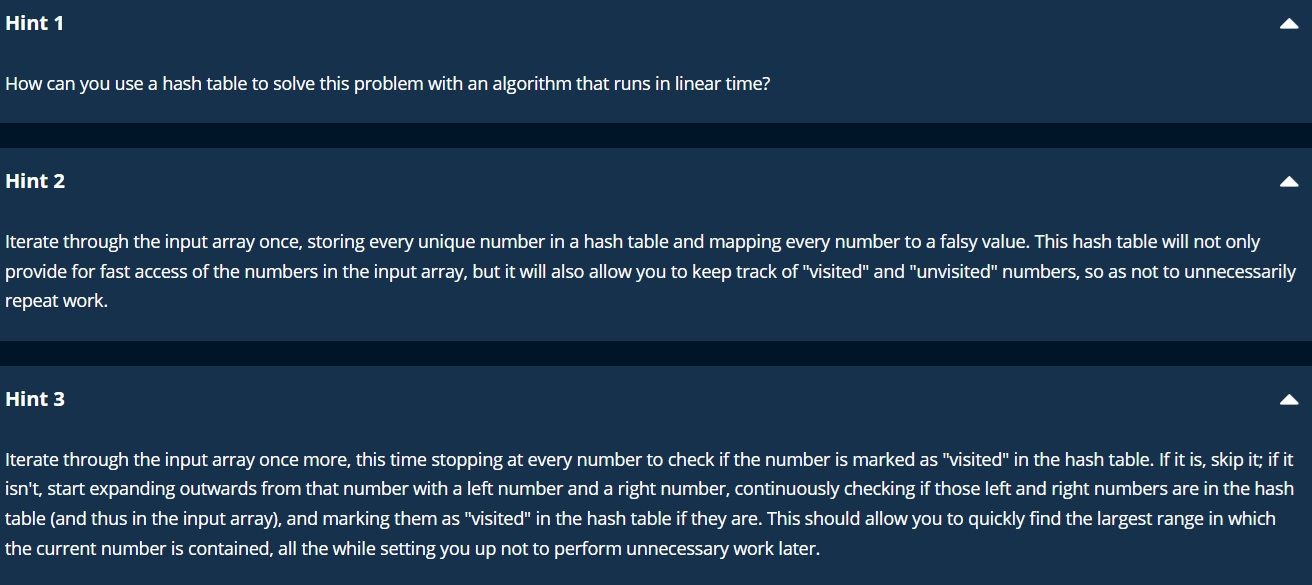 Hint 1
How can you use a hash table to solve this problem with an algorithm that runs in linear time?
Hint 2
Iterate through the input array once, storing every unique number in a hash table and mapping every number to a falsy value. This hash table will not only
provide for fast access of the numbers in the input array, but it will also allow you to keep track of "visited" and "unvisited" numbers, so as not to unnecessarily
repeat work.
Hint 3
Iterate through the input array once more, this time stopping at every number to check if the number is marked as "visited" in the hash table. If it is, skip it; if it
isn't, start expanding outwards from that number with a left number and a right number, continuously checking if those left and right numbers are in the hash
table (and thus in the input array), and marking them as "visited" in the hash table if they are. This should allow you to quickly find the largest range in which
the current number is contained, all the while setting you up not to perform unnecessary work later.